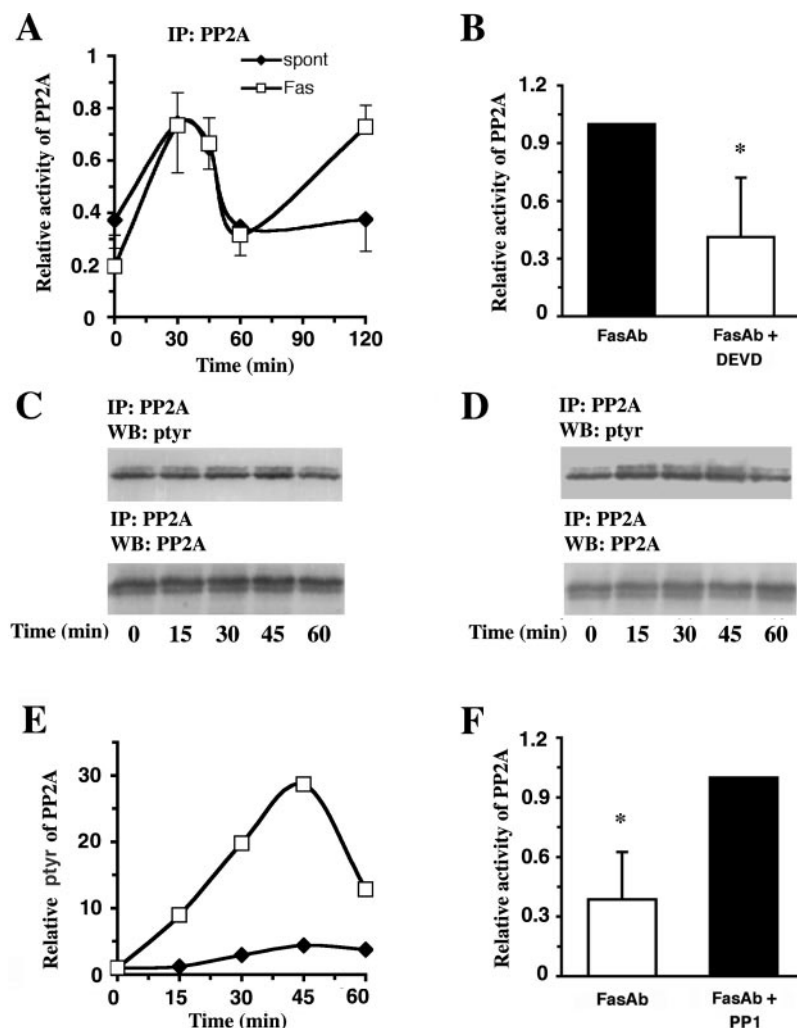 A
IP: PP2A
spont
Fas
Relative activity of PP2A
1
0.8
0.6
0.4
0.2
0
0 30 60 90 120
Time (min)
B
Relative activity of PP2A
1.2
0.9
0.6
0.3
0
*
FasAb
FasAb +
DEVD
C
IP: PP2A
WB: ptyr
IP: PP2A
WB: PP2A
Time (min) 0 15 30 45 60
D
IP: PP2A
WB: ptyr
IP: PP2A
WB: PP2A
Time (min) 0 15 30 45 60
E
Relative ptyr of PP2A
30
20
10
0
0 15 30 45 60
Time (min)
F
Relative activity of PP2A
1.2
0.9
0.6
0.3
0
*
FasAb
FasAb +
PP1